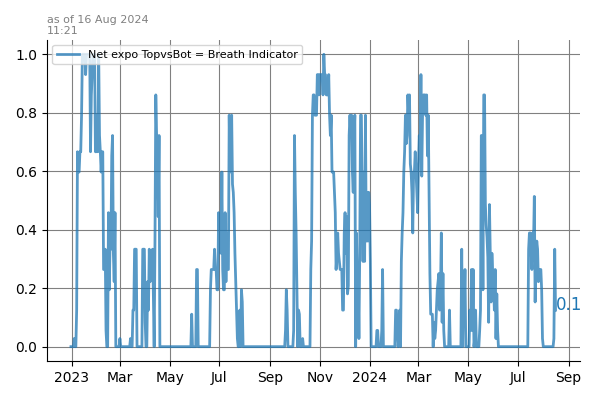 as of 16 Aug 2024
11:21
Net expo TopvsBot = Breath Indicator
1.0
0.8
0.6
0.4
0.2
0.0
0.1
2023 Mar May Jul Sep Nov 2024 Mar May Jul Sep